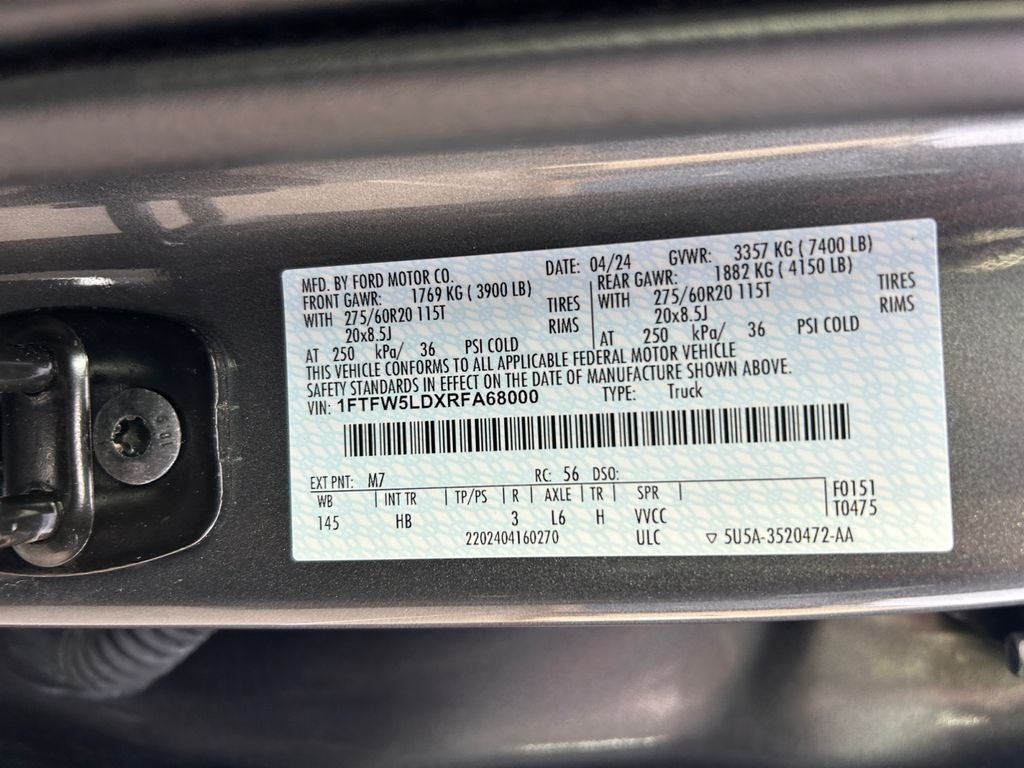 MFD. BY FORD MOTOR CO. DATE: 04/24 GVWR: 3357 KG ( 7400 LB)
FRONT GAWR: 1769 KG ( 3900 LB) REAR GAWR: 1882 KG ( 4150 LB)
WITH 275/60R20 115T TIRES WITH 275/60R20 115T TIRES
20x8.5J RIMS 20x8.5J RIMS
AT 250 kPa/ 36 PSI COLD AT 250 kPa/ 36 PSI COLD
THIS VEHICLE CONFORMS TO ALL APPLICABLE FEDERAL MOTOR VEHICLE
SAFETY STANDARDS IN EFFECT ON THE DATE OF MANUFACTURE SHOWN ABOVE.
VIN: 1FTFW5LDXRFA68000 TYPE: Truck
EXT PNT: M7 RC: 56 DSO:
WB INT TR TP/PS R AXLE TR SPR F0151
145 HB 3 L6 H VVCC T0475
2202404160270 ULC 5U5A-3520472-AA